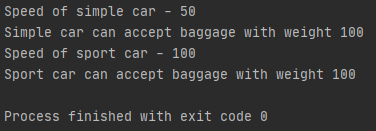 Speed of simple car – 50
Simple car can accept baggage with weight 100
Speed of sport car – 100
Sport car can accept baggage with weight 100
Process finished with exit code 0